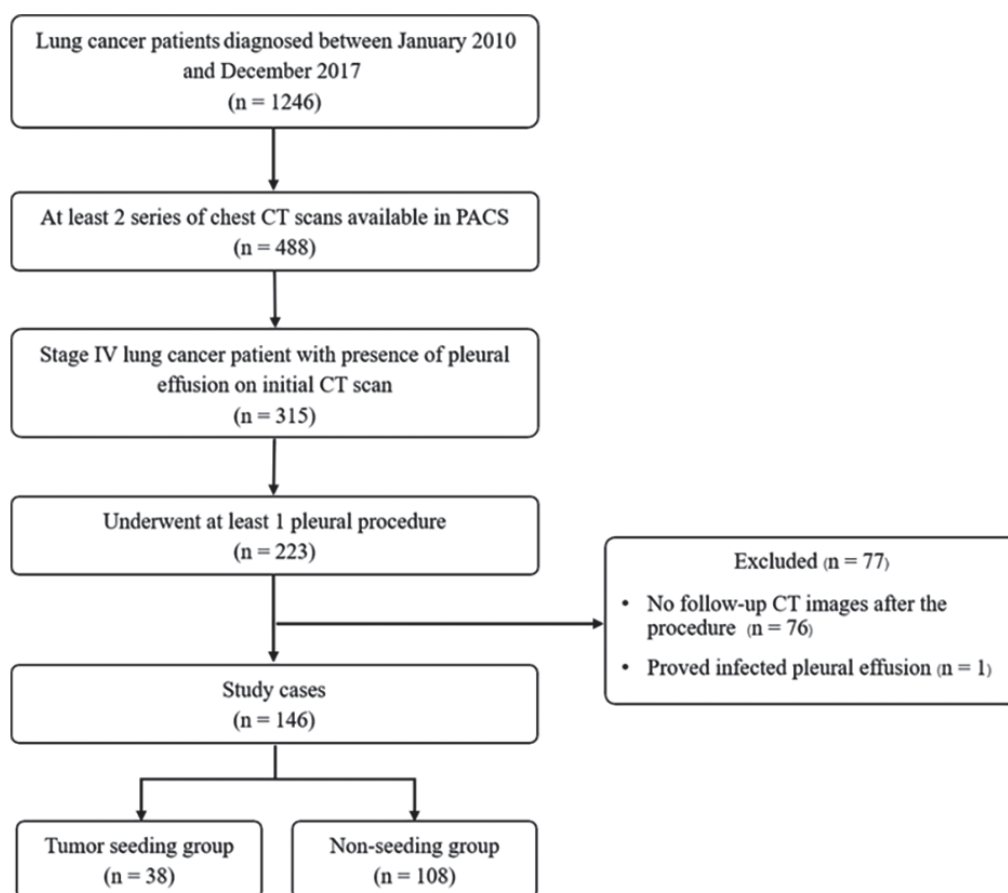 Lung cancer patients diagnosed between January 2010
and December 2017
(n = 1246)
At least 2 series of chest CT scans available in PACS
(n = 488)
Stage IV lung cancer patient with presence of pleural
effusion on initial CT scan
(n = 315)
Underwent at least 1 pleural procedure
(n = 223)
Excluded (n = 77)
• No follow-up CT images after the
procedure (n = 76)
• Proved infected pleural effusion (n = 1)
Study cases
(n = 146)
Tumor seeding group
(n = 38)
Non-seeding group
(n = 108)